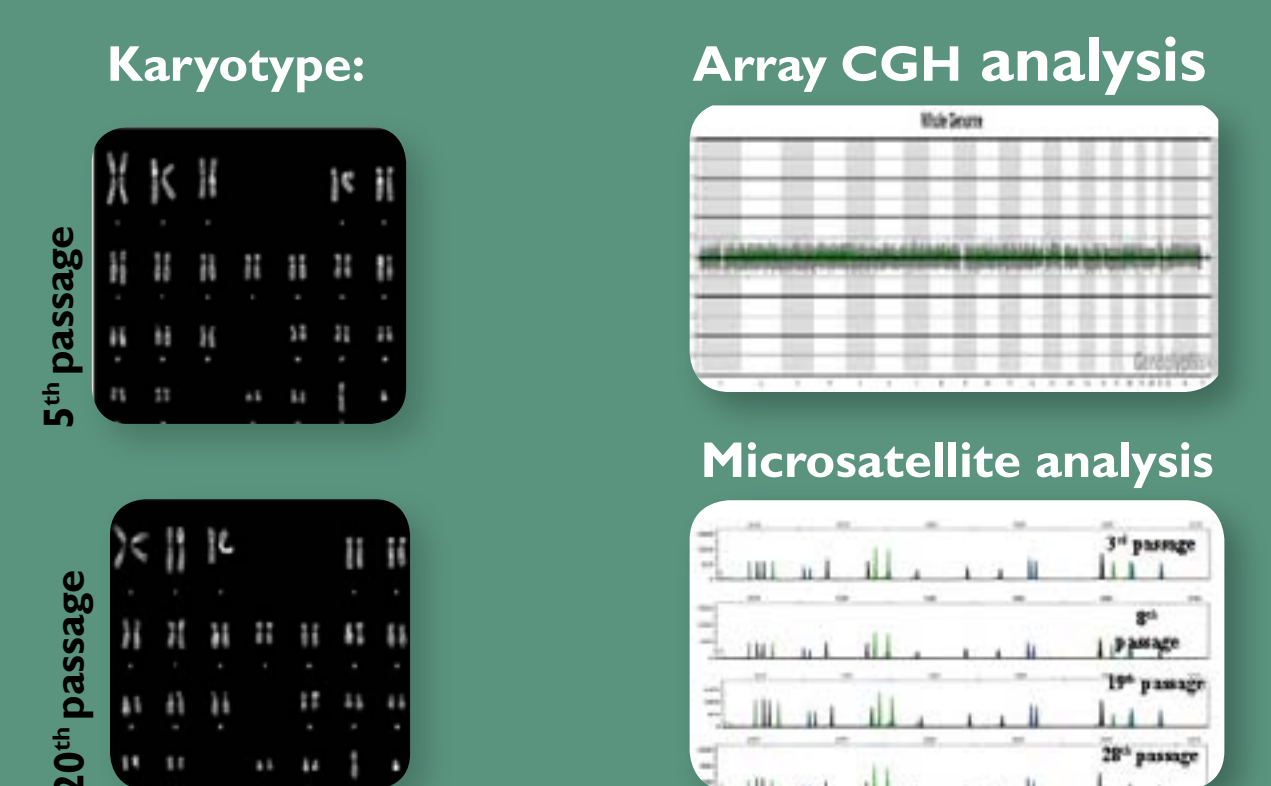 Karyotype:
5th passage
20th passage
Array CGH analysis
Whole Genome
Microsatellite analysis
3rd passage
8th
passage
19th passage
28th passage